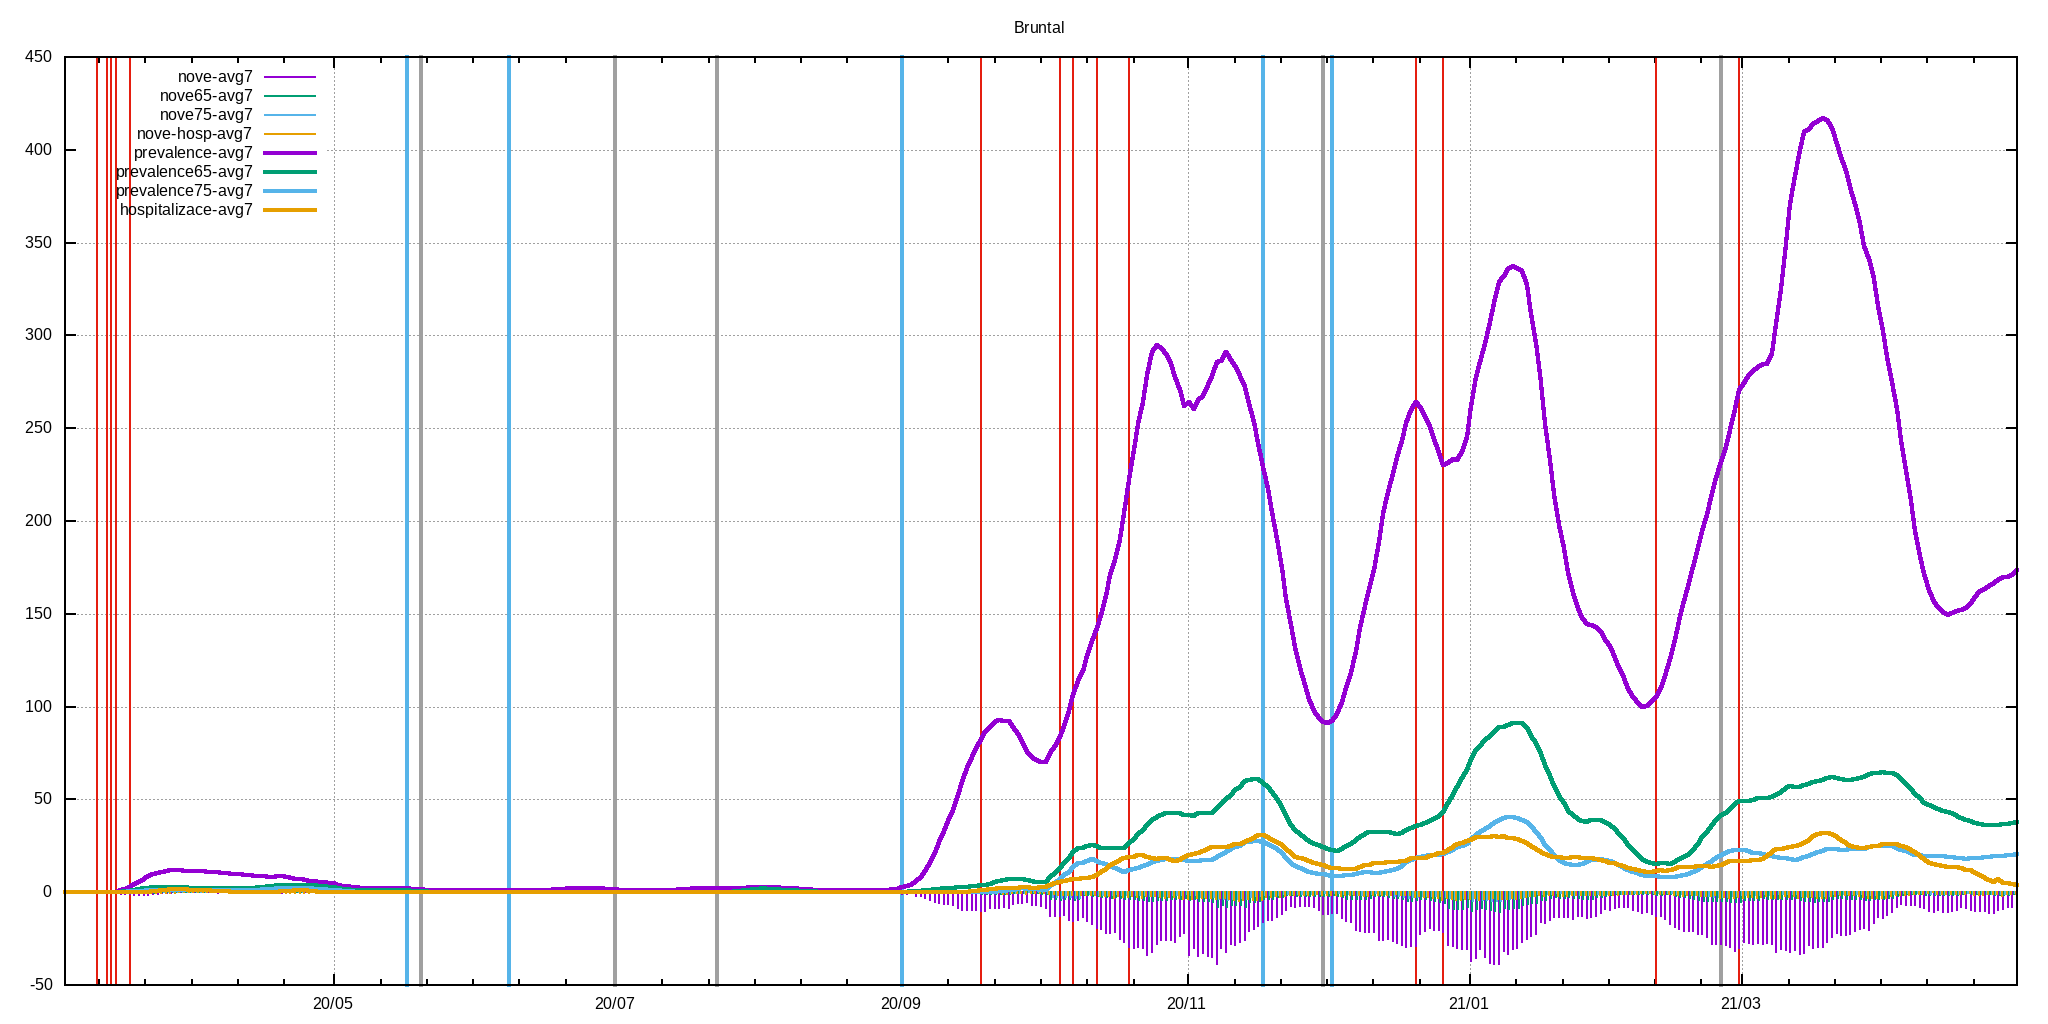 Bruntal
450
400
350
300
250
200
150
100
50
0
-50
nove-avg7
nove65-avg7
nove75-avg7
nove-hosp-avg7
prevalence-avg7
prevalence65-avg7
prevalence75-avg7
hospitalizace-avg7
20/05 20/07 20/09 20/11 21/01 21/03